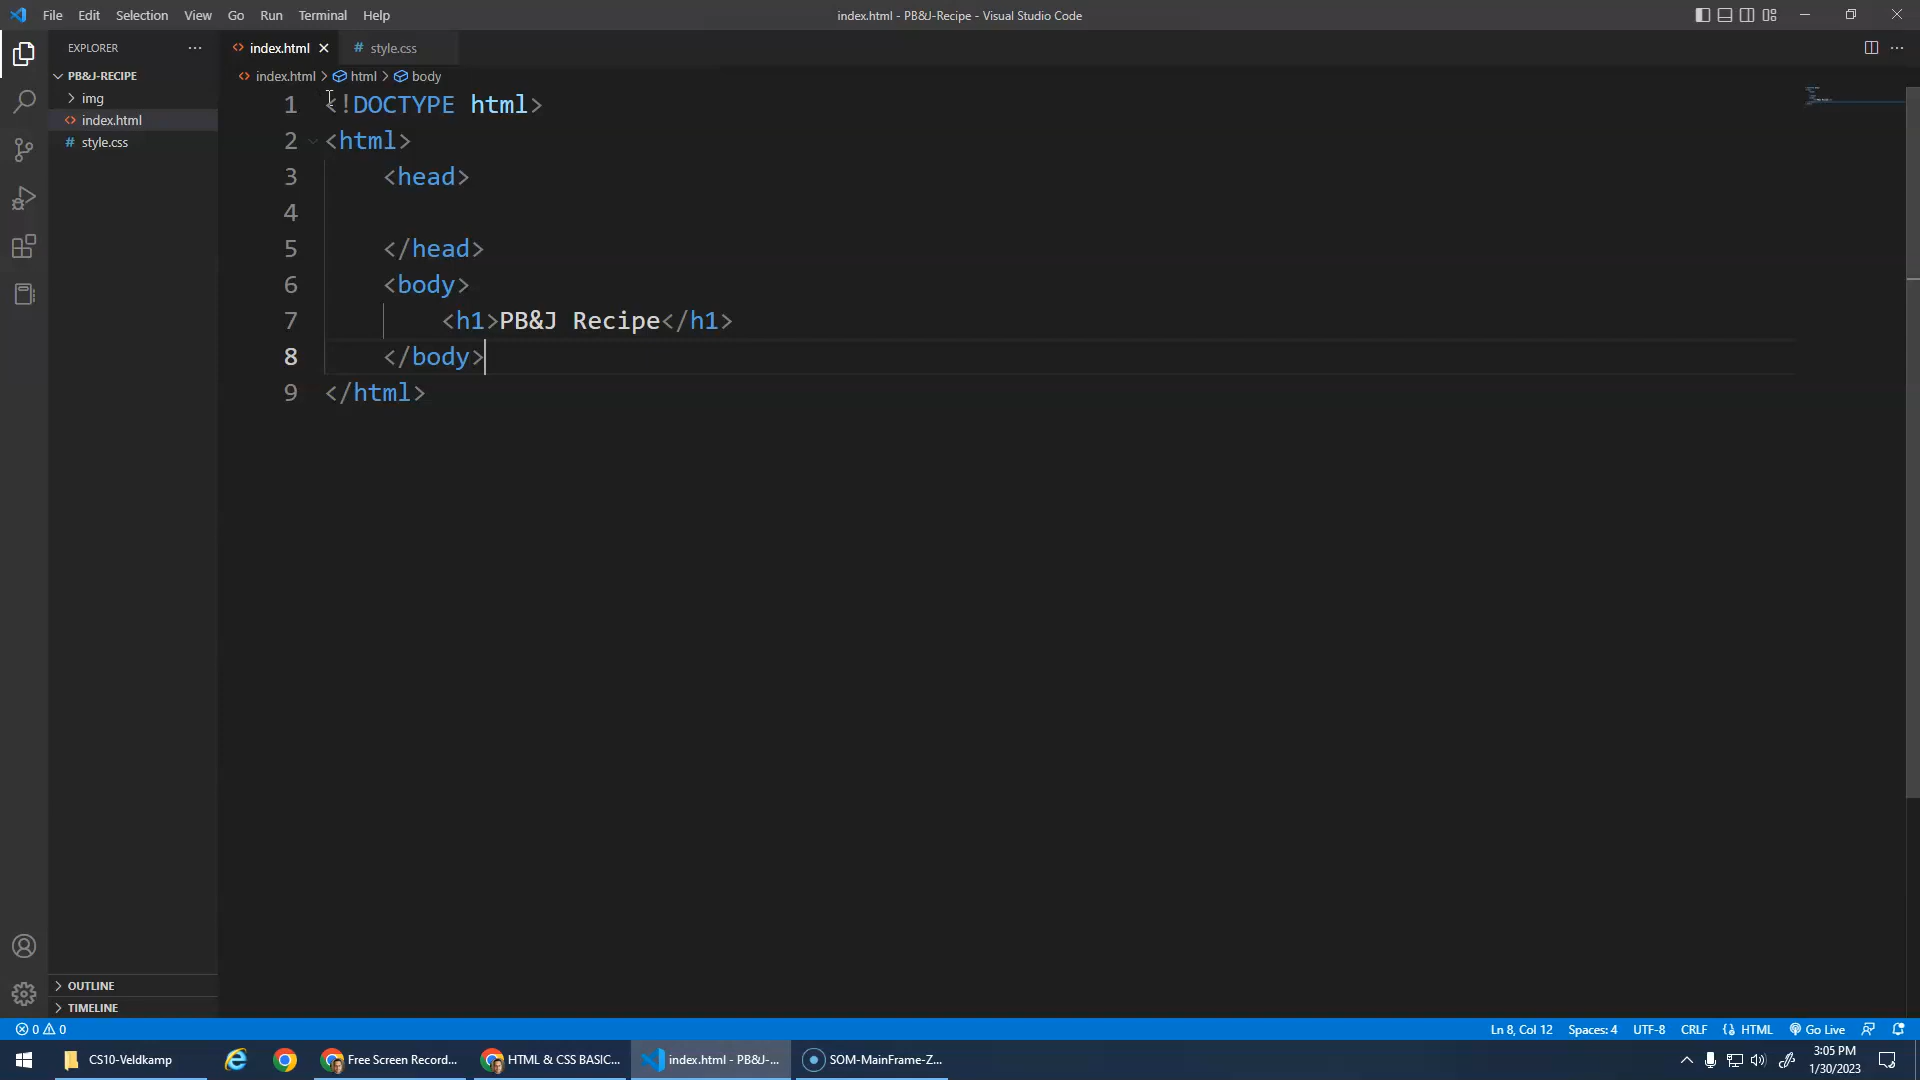 File Edit Selection View Go Run Terminal Help
index.html - PB&J-Recipe - Visual Studio Code
EXPLORER
PB&J-RECIPE
img
index.html
style.css
index.html
style.css
index.html > html > body
1 <!DOCTYPE html>
2 <html>
3 <head>
4
5 </head>
6 <body>
7 <h1>PB&J Recipe</h1>
8 </body>
9 </html>
OUTLINE
TIMELINE
0 0
Ln 8, Col 12 Spaces: 4 UTF-8 CRLF HTML Go Live
CS10-Veldkamp
Free Screen Record...
HTML & CSS BASIC...
index.html - PB&J-...
SOM-MainFrame-Z...
3:05 PM
1/30/2023